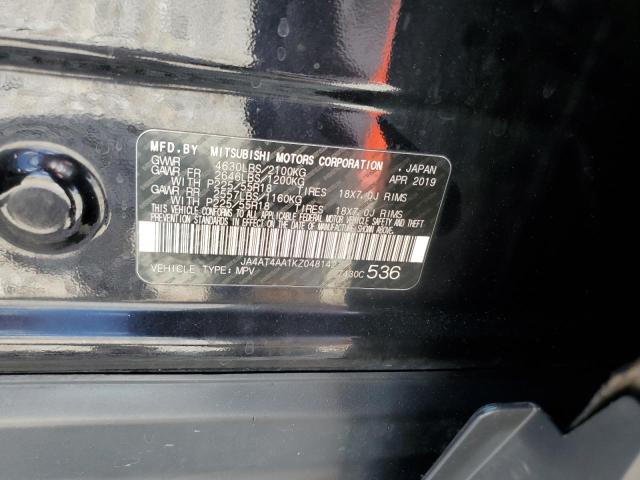 MFD.BY MITSUBISHI MOTORS CORPORATION, JAPAN
GVWR 4630LBS/2100KG APR 2019
GAWR FR 2646LBS/1200KG
WITH P225/55R18 TIRES 18X7.0J RIMS
GAWR RR 2557LBS/1160KG
WITH P225/55R18 TIRES 18X7.0J RIMS
THIS VEHICLE CONFORMS TO ALL APPLICABLE FEDERAL MOTOR VEHICLE SAFETY AND THEFT
PREVENTION STANDARDS IN EFFECT ON THE DATE OF MANUFACTURE SHOWN ABOVE.
VEHICLE TYPE: MPV 536